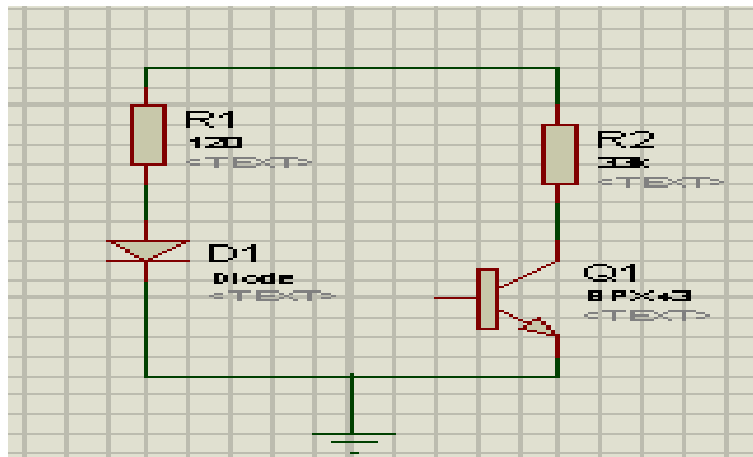 R1
120
<TEXT>
R2
33k
<TEXT>
D1
Diode
<TEXT>
Q1
BPX43
<TEXT>